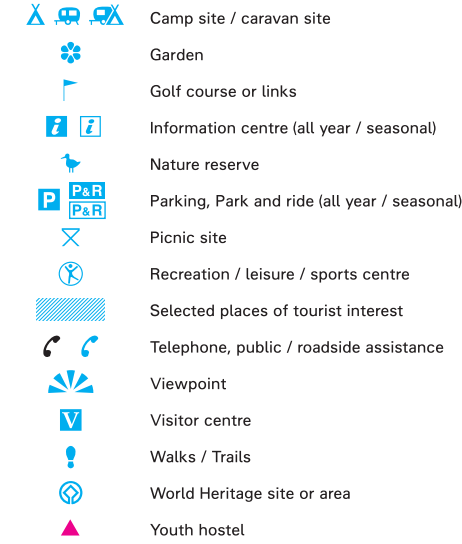 Camp site / caravan site
Garden
Golf course or links
i i Information centre (all year / seasonal)
Nature reserve
P P&R P&R Parking, Park and ride (all year / seasonal)
Picnic site
Recreation / leisure / sports centre
Selected places of tourist interest
Telephone, public / roadside assistance
Viewpoint
V Visitor centre
Walks / Trails
World Heritage site or area
Youth hostel